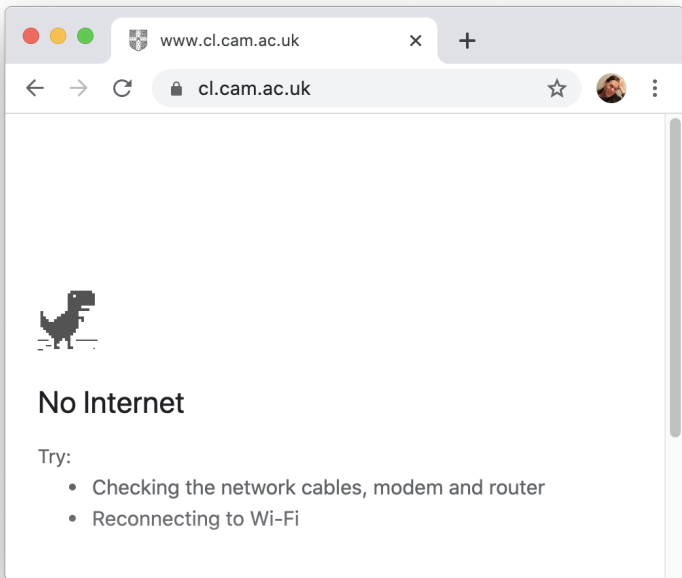 www.cl.cam.ac.uk
cl.cam.ac.uk
No Internet
Try:
• Checking the network cables, modem and router
• Reconnecting to Wi-Fi